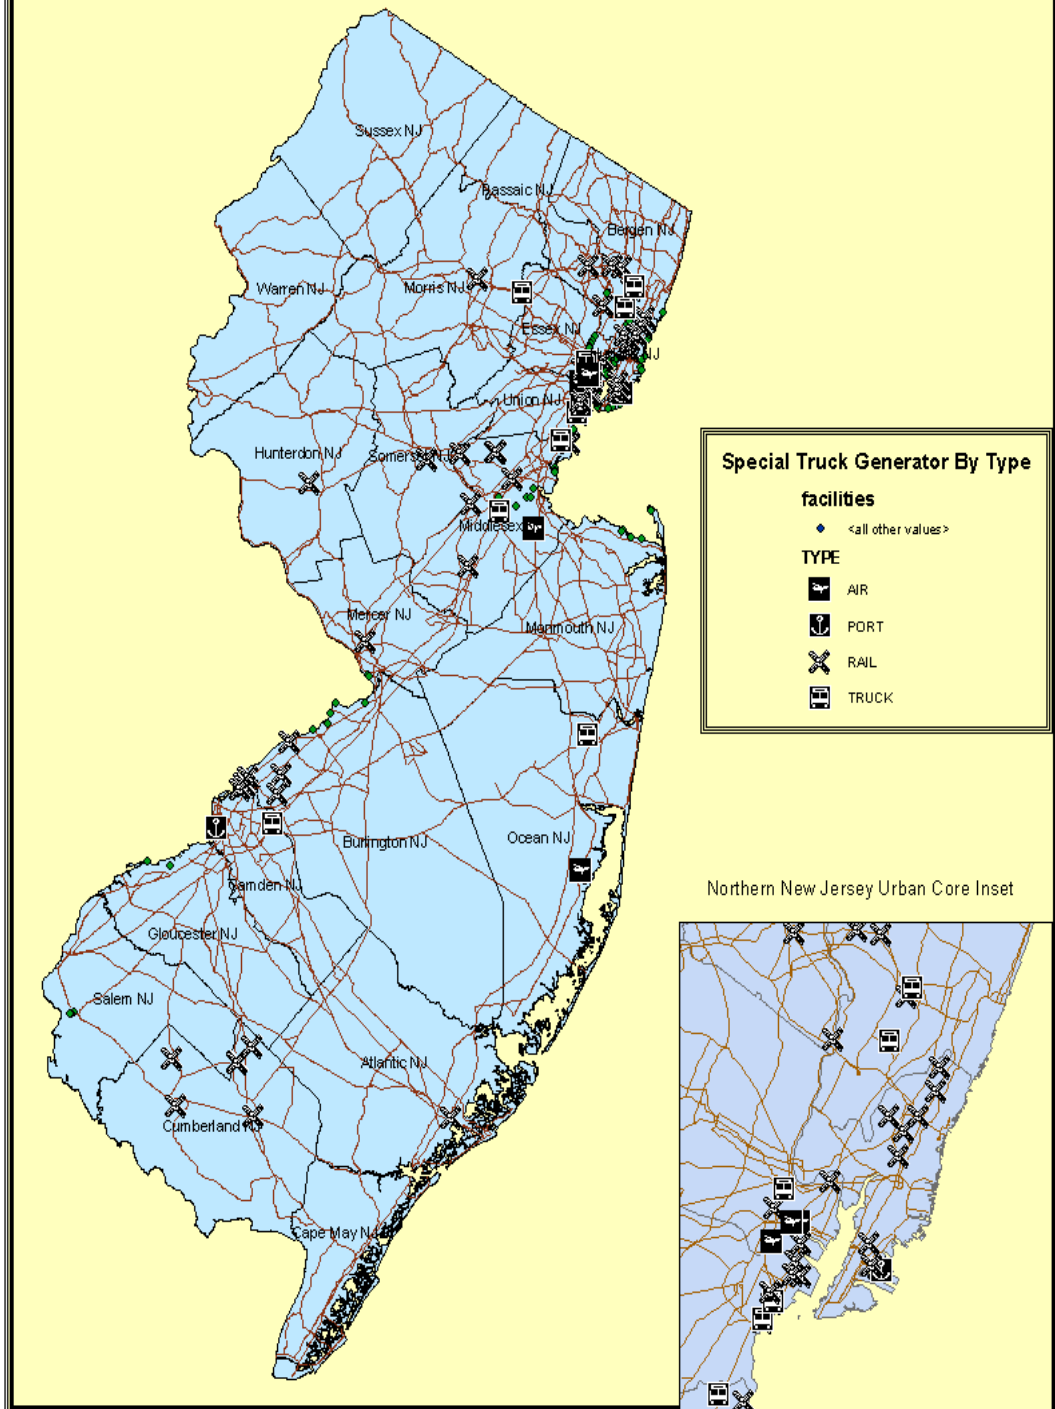 Sussex NJ
Passaic NJ
Bergen NJ
Warren NJ
Morris NJ
Essex NJ
NJ
Union NJ
Hunterdon NJ
Somerset NJ
Middlesex
Mercer NJ
Monmouth NJ
Ocean NJ
Burlington NJ
Camden NJ
Gloucester NJ
Salem NJ
Atlantic NJ
Cumberland NJ
Cape May NJ
Special Truck Generator By Type
facilities
<all other values>
TYPE
AIR
PORT
RAIL
TRUCK
Northern New Jersey Urban Core Inset